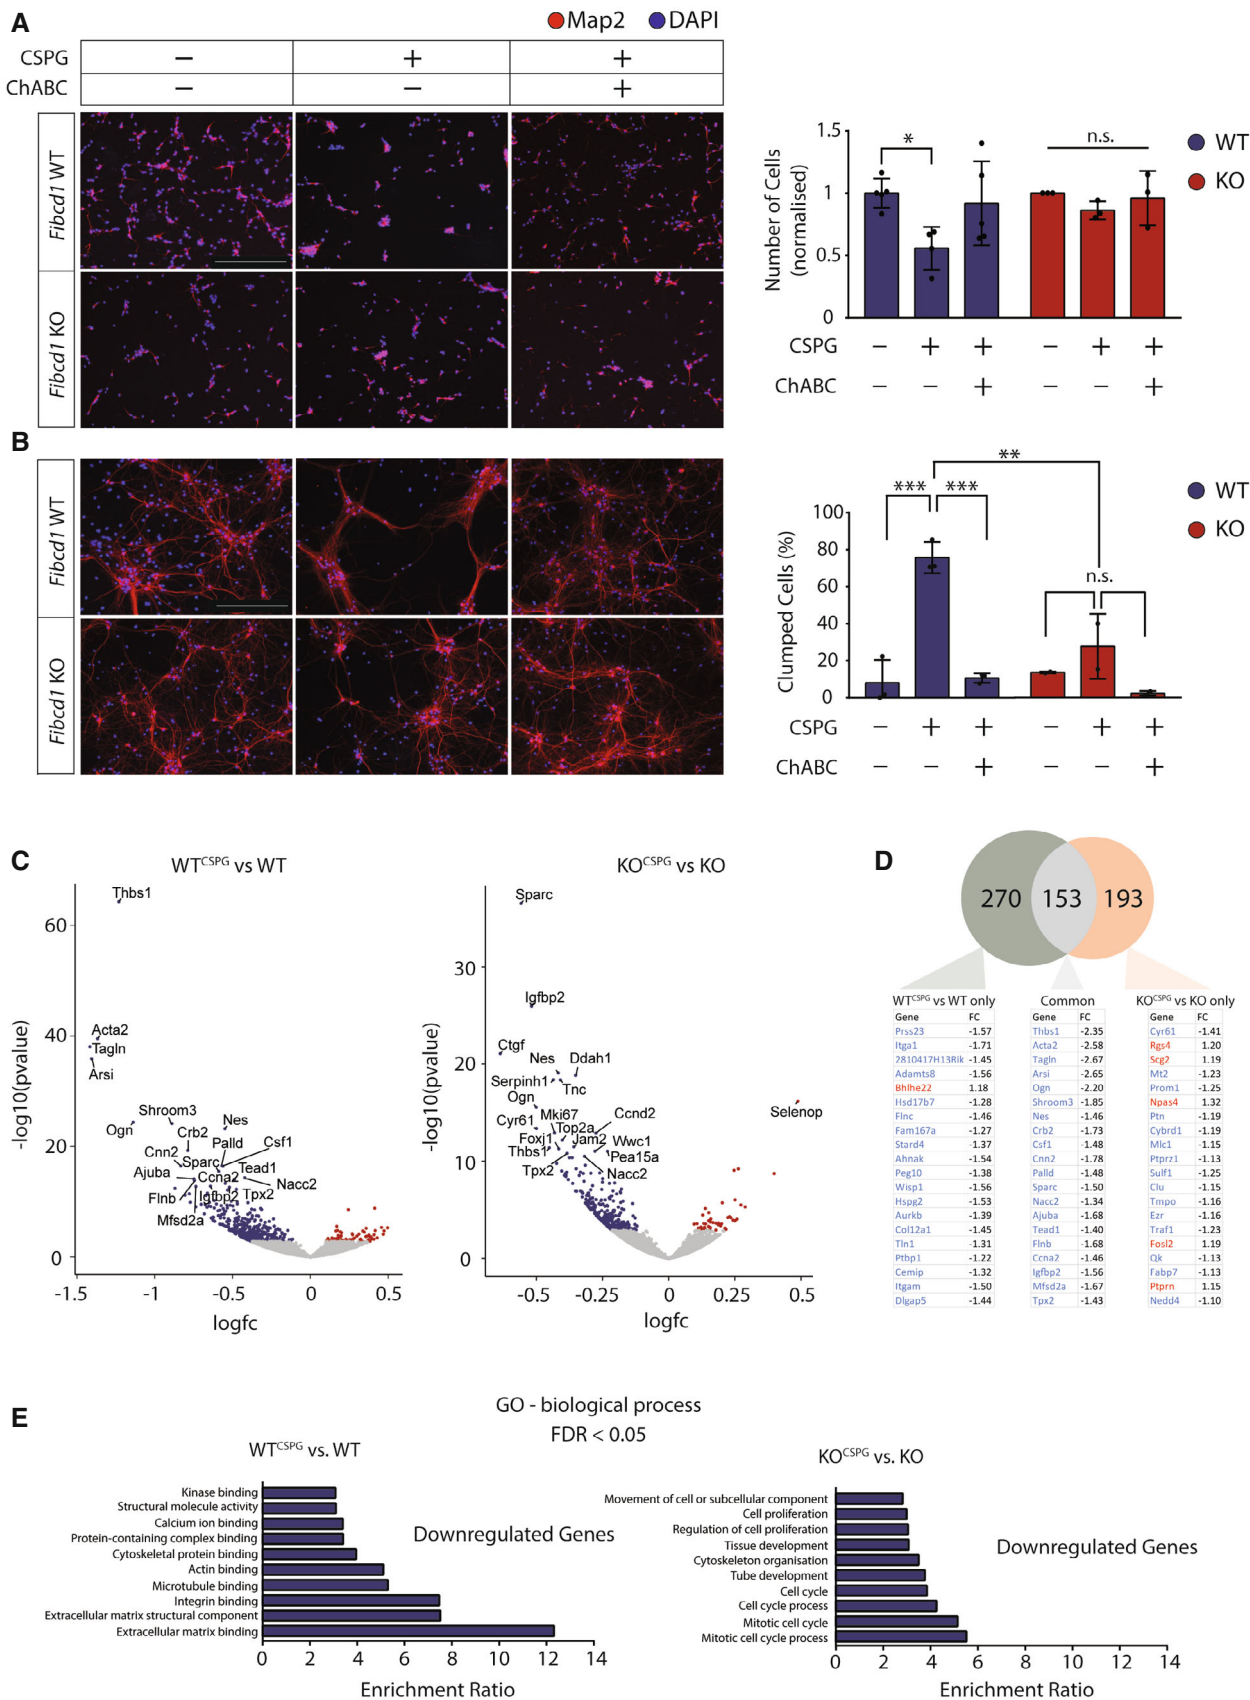 A
Map2 DAPI
CSPG − + +
ChABC − − +
Fibcd1 WT
Fibcd1 KO
Number of Cells
(normalised)
1.5
1
0.5
0
*
n.s.
WT
KO
CSPG − + + − + +
ChABC − − + − − +
B
Fibcd1 WT
Fibcd1 KO
Clumped Cells (%)
100
80
60
40
20
0
*** ***
**
n.s.
WT
KO
CSPG − + + − + +
ChABC − − + − − +
C
WTCSPG vs WT
-log10(pvalue)
60
40
20
0
Thbs1
Acta2
Tagln
Arsi
Shroom3
Ogn
Nes
Crb2
Palld
Csf1
Cnn2
Sparc
Tead1
Ajuba
Ccna2
Nacc2
Flnb
Igfbp2
Tpx2
Mfsd2a
-1.5 -1 -0.5 0
logfc
KOCSPG vs KO
-log10(pvalue)
30
20
10
0
Sparc
Igfbp2
Ctgf
Nes
Ddah1
Serpinh1
Tnc
Ogn
Selenop
Cyr61
Mki67
Ccnd2
Top2a
Foxj1
Jam2
Wwc1
Thbs1
Pea15a
Tpx2
Nacc2
-0.5 -0.25 0 0.25 0.5
logfc
D
270 153 193
WTCSPG vs WT only
Gene FC
Prss23 -1.57
Itga1 -1.71
2810417H13Rik -1.45
Adamts8 -1.56
Bhlhe22 1.18
Hsd17b7 -1.28
Flnc -1.46
Fam167a -1.27
Stard4 -1.37
Ahnak -1.54
Peg10 -1.38
Wisp1 -1.56
Hspg2 -1.53
Aurkb -1.39
Col12a1 -1.45
Tln1 -1.31
Ptbp1 -1.22
Cemip -1.32
Itgam -1.50
Dlgap5 -1.44
Common
Gene FC
Thbs1 -2.35
Acta2 -2.58
Tagln -2.67
Arsi -2.65
Ogn -2.20
Shroom3 -1.85
Nes -1.46
Crb2 -1.73
Csf1 -1.48
Cnn2 -1.78
Palld -1.48
Sparc -1.50
Nacc2 -1.34
Ajuba -1.68
Tead1 -1.40
Flnb -1.68
Ccna2 -1.46
Igfbp2 -1.56
Mfsd2a -1.67
Tpx2 -1.43
KOCSPG vs KO only
Gene FC
Cyr61 -1.41
Rgs4 1.20
Scg2 1.19
Mt2 -1.23
Prom1 -1.25
Npas4 1.32
Ptn -1.19
Cybrd1 -1.19
Mlc1 -1.15
Ptprz1 -1.13
Sulf1 -1.25
Clu -1.15
Tmpo -1.16
Ezr -1.16
Traf1 -1.23
Fosl2 1.19
Qk -1.13
Fabp7 -1.13
Ptprn 1.15
Nedd4 -1.10
E
GO - biological process
FDR < 0.05
WTCSPG vs. WT
Kinase binding
Structural molecule activity
Calcium ion binding
Protein-containing complex binding
Cytoskeletal protein binding
Actin binding
Microtubule binding
Integrin binding
Extracellular matrix structural component
Extracellular matrix binding
Downregulated Genes
0 2 4 6 8 10 12 14
Enrichment Ratio
KOCSPG vs. KO
Movement of cell or subcellular component
Cell proliferation
Regulation of cell proliferation
Tissue development
Cytoskeleton organisation
Tube development
Cell cycle
Cell cycle process
Mitotic cell cycle
Mitotic cell cycle process
Downregulated Genes
0 2 4 6 8 10 12 14
Enrichment Ratio